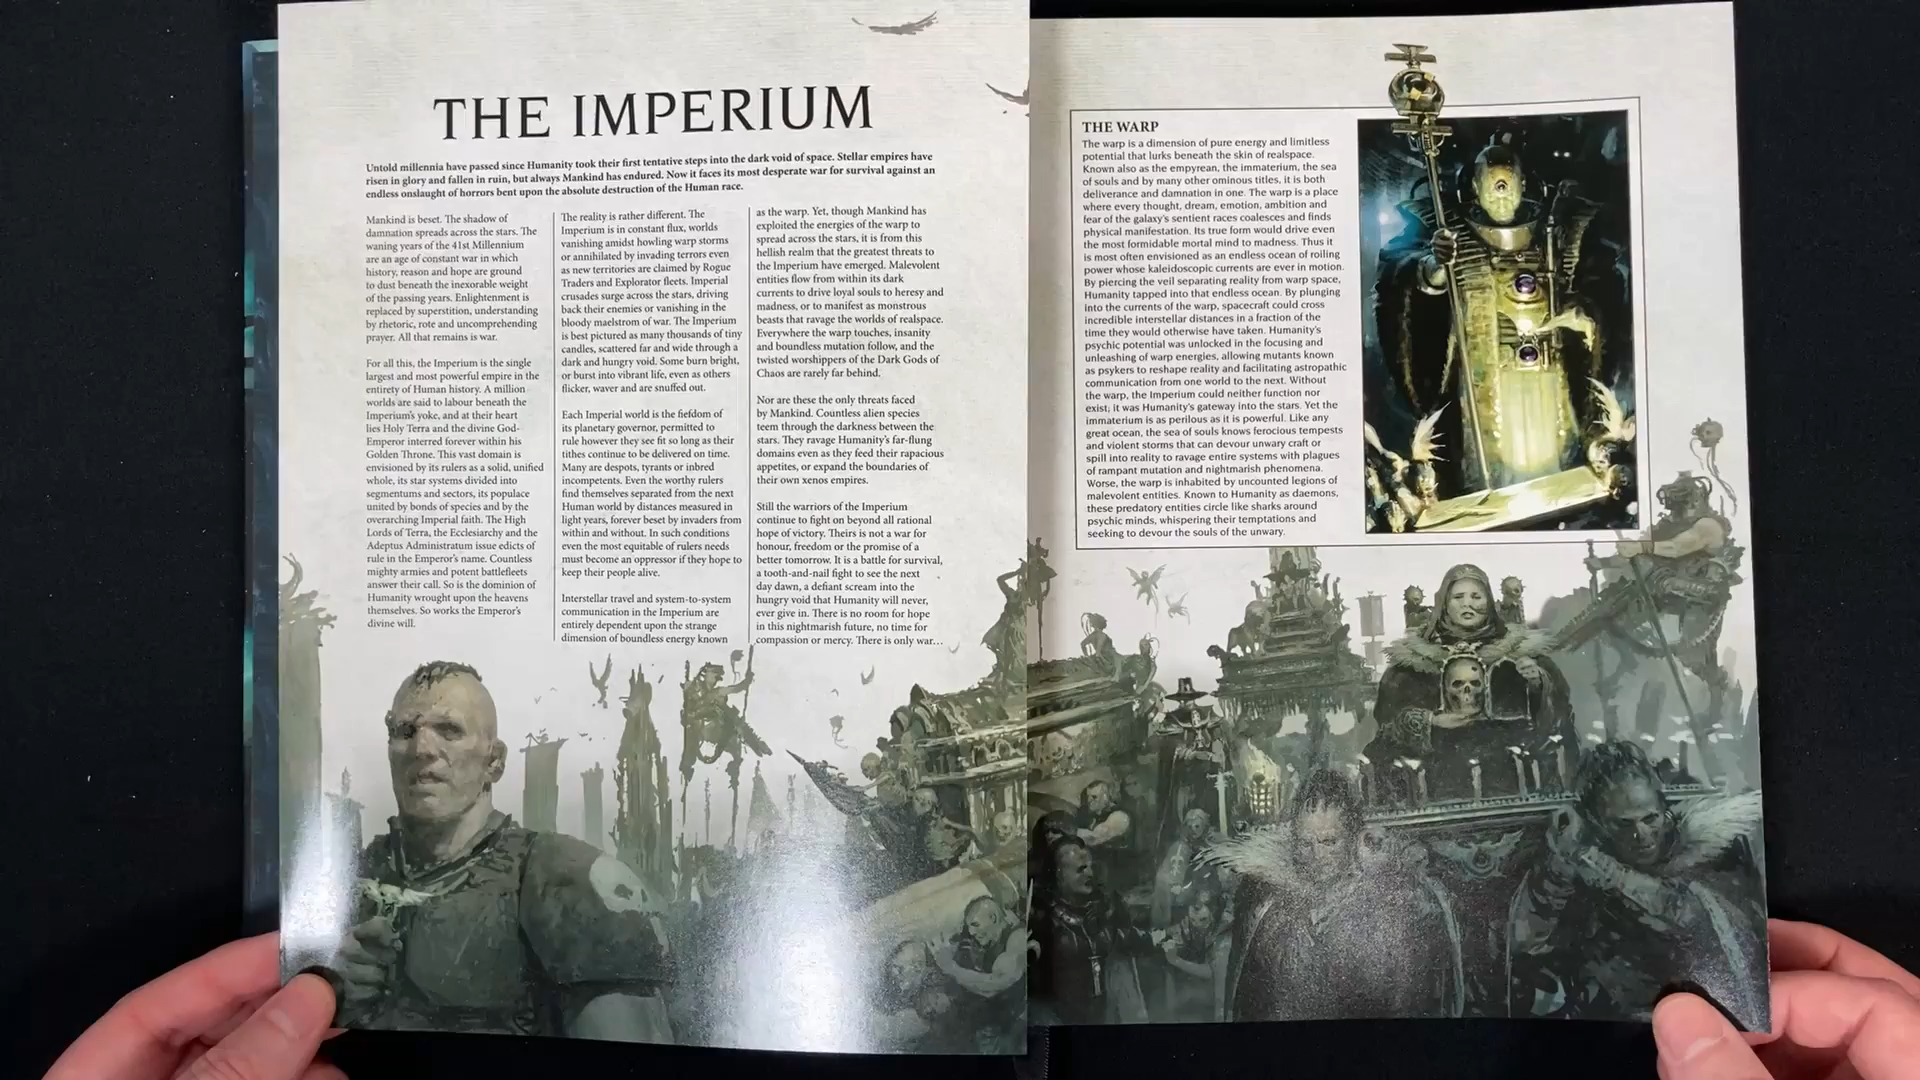 THE IMPERIUM
Untold millennia have passed since Humanity took their first tentative steps into the dark void of space. Stellar empires have
risen in glory and fallen in ruin, but always Mankind has endured. Now it faces its most desperate war for survival against an
endless onslaught of horrors bent upon the absolute destruction of the Human race.
Mankind is beset. The shadow of
damnation spreads across the stars. The
waning years of the 41st Millennium
are an age of constant war in which
history, reason and hope are ground
to dust beneath the inexorable weight
of the passing years. Enlightenment is
replaced by superstition, understanding
by rhetoric, rote and uncomprehending
prayer. All that remains is war.
For all this, the Imperium is the single
largest and most powerful empire in the
entirety of Human history. A million
worlds are said to labour beneath the
Imperium's yoke, and at their heart
lies Holy Terra and the divine God-
Emperor interred forever within his
Golden Throne. This vast domain is
envisioned by its rulers as a solid, unified
whole, its star systems divided into
segmentums and sectors, its populace
united by bonds of species and by the
overarching Imperial faith. The High
Lords of Terra, the Ecclesiarchy and the
Adeptus Administratum issue edicts of
rule in the Emperor's name. Countless
mighty armies and potent battlefleets
answer their call. So is the dominion of
Humanity wrought upon the heavens
themselves. So works the Emperor's
divine will.
The reality is rather different. The
Imperium is in constant flux, worlds
vanishing amidst howling warp storms
or annihilated by invading terrors even
as new territories are claimed by Rogue
Traders and Explorator fleets. Imperial
crusades surge across the stars, driving
back their enemies or vanishing in the
bloody maelstrom of war. The Imperium
is best pictured as many thousands of tiny
candles, scattered far and wide through a
dark and hungry void. Some burn bright,
or burst into vibrant life, even as others
flicker, waver and are snuffed out.
Each Imperial world is the fiefdom of
its planetary governor, permitted to
rule however they see fit so long as their
tithes continue to be delivered on time.
Many are despots, tyrants or inbred
incompetents. Even the worthy rulers
find themselves separated from the next
Human world by distances measured in
light years, forever beset by invaders from
within and without. In such conditions
even the most equitable of rulers needs
must become an oppressor if they hope to
keep their people alive.
Interstellar travel and system-to-system
communication in the Imperium are
entirely dependent upon the strange
dimension of boundless energy known
as the warp. Yet, though Mankind has
exploited the energies of the warp to
spread across the stars, it is from this
hellish realm that the greatest threats to
the Imperium have emerged. Malevolent
entities flow from within its dark
currents to drive loyal souls to heresy and
madness, or to manifest as monstrous
beasts that ravage the worlds of realspace.
Everywhere the warp touches, insanity
and boundless mutation follow, and the
twisted worshippers of the Dark Gods of
Chaos are rarely far behind.
Nor are these the only threats faced
by Mankind. Countless alien species
teem through the darkness between the
stars. They ravage Humanity's far-flung
domains even as they feed their rapacious
appetites, or expand the boundaries of
their own xenos empires.
Still the warriors of the Imperium
continue to fight on beyond all rational
hope of victory. Theirs is not a war for
honour, freedom or the promise of a
better tomorrow. It is a battle for survival,
a tooth-and-nail fight to see the next
day dawn, a defiant scream into the
hungry void that Humanity will never,
ever give in. There is no room for hope
in this nightmarish future, no time for
compassion or mercy. There is only war...
THE WARP
The warp is a dimension of pure energy and limitless
potential that lurks beneath the skin of realspace.
Known also as the empyrean, the immaterium, the sea
of souls and by many other ominous titles, it is both
deliverance and damnation in one. The warp is a place
where every thought, dream, emotion, ambition and
fear of the galaxy's sentient races coalesces and finds
physical manifestation. Its true form would drive even
the most formidable mortal mind to madness. Thus it
is most often envisioned as an endless ocean of roiling
power whose kaleidoscopic currents are ever in motion.
By piercing the veil separating reality from warp space,
Humanity tapped into that endless ocean. By plunging
into the currents of the warp, spacecraft could cross
incredible interstellar distances in a fraction of the
time they would otherwise have taken. Humanity's
psychic potential was unlocked in the focusing and
unleashing of warp energies, allowing mutants known
as psykers to reshape reality and facilitating astropathic
communication from one world to the next. Without
the warp, the Imperium could neither function nor
exist; it was Humanity's gateway into the stars. Yet the
immaterium is as perilous as it is powerful. Like any
great ocean, the sea of souls knows ferocious tempests
and violent storms that can devour unwary craft or
spill into reality to ravage entire systems with plagues
of rampant mutation and nightmarish phenomena.
Worse, the warp is inhabited by uncounted legions of
malevolent entities. Known to Humanity as daemons,
these predatory entities circle like sharks around
psychic minds, whispering their temptations and
seeking to devour the souls of the unwary.